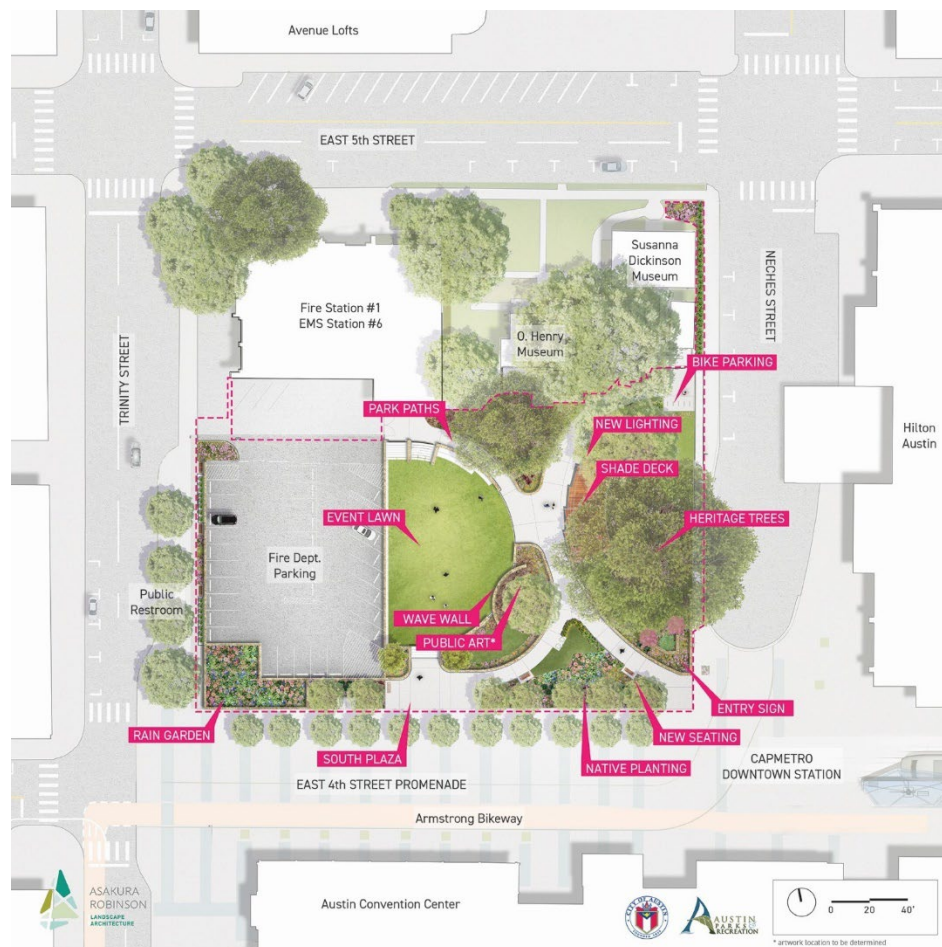 Avenue Lofts
EAST 5th STREET
Susanna
Dickinson
Museum
NECHES STREET
Fire Station #1
EMS Station #6
O. Henry
Museum
TRINITY STREET
BIKE PARKING
PARK PATHS
NEW LIGHTING
Hilton
Austin
SHADE DECK
EVENT LAWN
HERITAGE TREES
Fire Dept.
Parking
Public
Restroom
WAVE WALL
PUBLIC ART*
ENTRY SIGN
RAIN GARDEN
NEW SEATING
SOUTH PLAZA
NATIVE PLANTING
CAPMETRO
DOWNTOWN STATION
EAST 4th STREET PROMENADE
Armstrong Bikeway
ASAKURA
ROBINSON
LANDSCAPE
ARCHITECTURE
Austin Convention Center
CITY OF AUSTIN
AUSTIN
PARKS &
RECREATION
0 20 40'
* artwork location to be determined